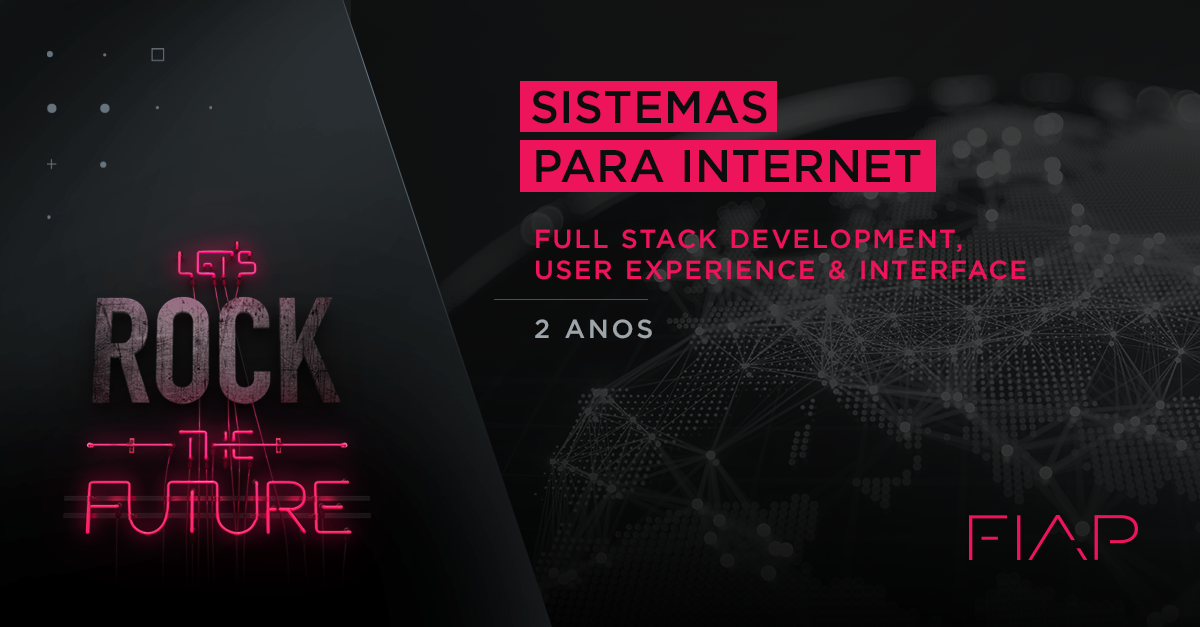 LET'S
ROCK
THE
FUTURE
SISTEMAS
PARA INTERNET
FULL STACK DEVELOPMENT,
USER EXPERIENCE & INTERFACE
2 ANOS
FIAP